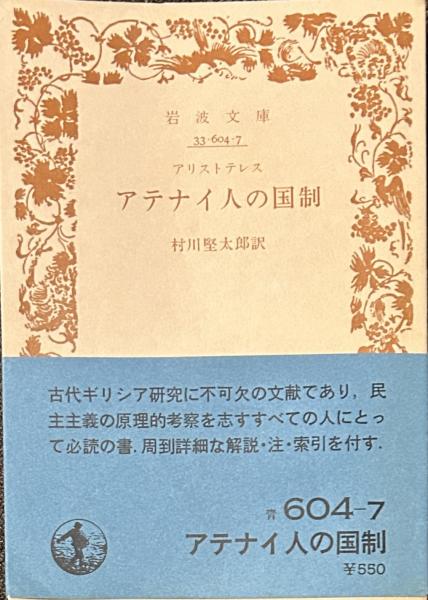 岩波文庫
33-604-7
アリストテレス
アテナイ人の国制
村川堅太郎訳
古代ギリシア研究に不可欠の文献であり，民
主主義の原理的考察を志すすべての人にとっ
て必読の書．周到詳細な解説・注・索引を付す．
青 604-7
アテナイ人の国制
¥550